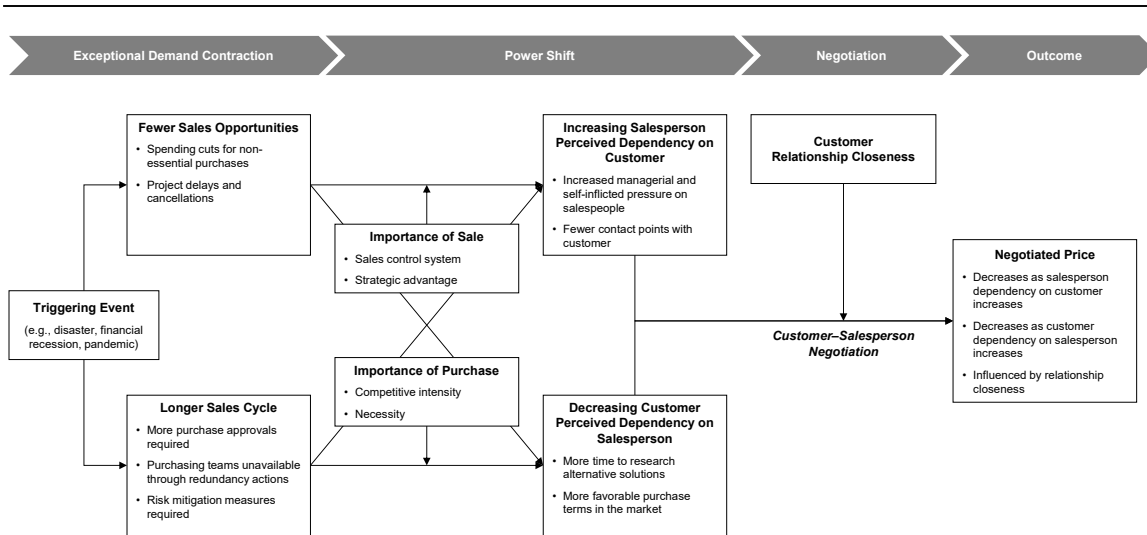 Exceptional Demand Contraction
Power Shift
Negotiation
Outcome
Fewer Sales Opportunities
• Spending cuts for non-
essential purchases
• Project delays and
cancellations
Increasing Salesperson
Perceived Dependency on
Customer
• Increased managerial and
self-inflicted pressure on
salespeople
• Fewer contact points with
customer
Customer
Relationship Closeness
Importance of Sale
• Sales control system
• Strategic advantage
Triggering Event
(e.g., disaster, financial
recession, pandemic)
Negotiated Price
• Decreases as salesperson
dependency on customer
increases
• Decreases as customer
dependency on salesperson
increases
• Influenced by relationship
closeness
Customer–Salesperson
Negotiation
Importance of Purchase
• Competitive intensity
• Necessity
Longer Sales Cycle
• More purchase approvals
required
• Purchasing teams unavailable
through redundancy actions
• Risk mitigation measures
required
Decreasing Customer
Perceived Dependency on
Salesperson
• More time to research
alternative solutions
• More favorable purchase
terms in the market